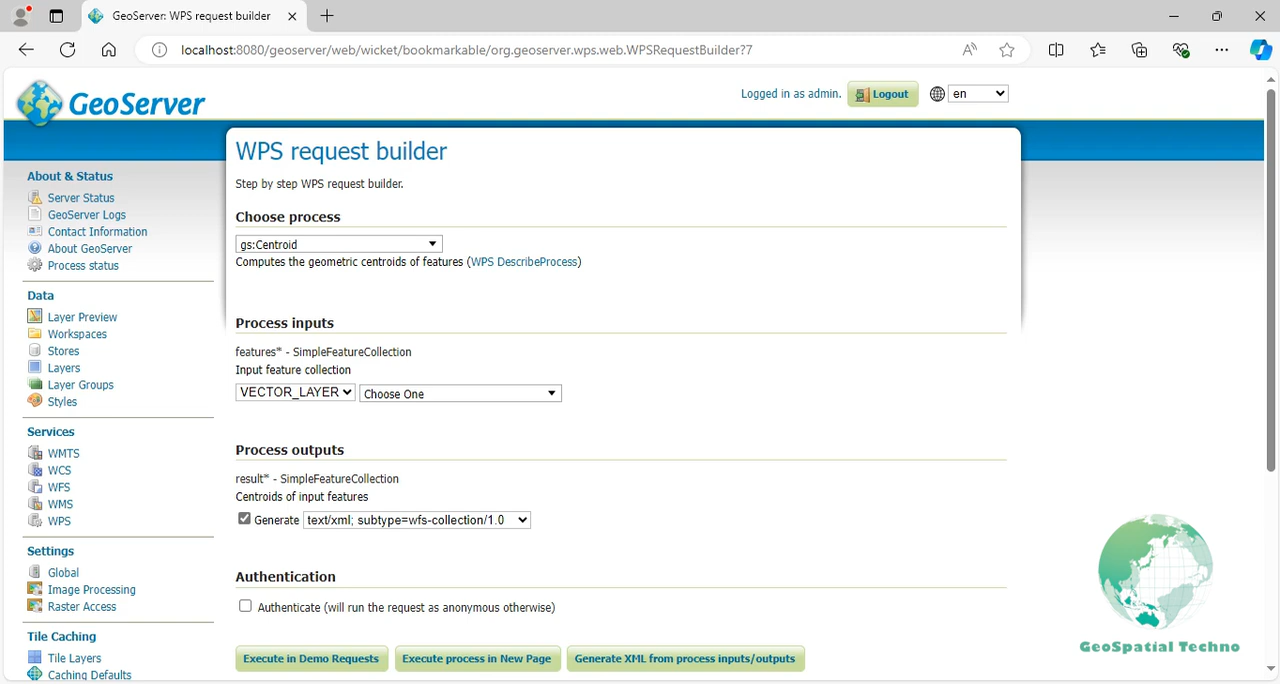 GeoServer: WPS request builder
localhost:8080/geoserver/web/wicket/bookmarkable/org.geoserver.wps.web.WPSRequestBuilder?7
GeoServer
Logged in as admin.
Logout
en
About & Status
Server Status
GeoServer Logs
Contact Information
About GeoServer
Process status
Data
Layer Preview
Workspaces
Stores
Layers
Layer Groups
Styles
Services
WMTS
WCS
WFS
WMS
WPS
Settings
Global
Image Processing
Raster Access
Tile Caching
Tile Layers
Caching Defaults
WPS request builder
Step by step WPS request builder.
Choose process
gs:Centroid
Computes the geometric centroids of features (WPS DescribeProcess)
Process inputs
features* - SimpleFeatureCollection
Input feature collection
VECTOR_LAYER Choose One
Process outputs
result* - SimpleFeatureCollection
Centroids of input features
Generate text/xml; subtype=wfs-collection/1.0
Authentication
Authenticate (will run the request as anonymous otherwise)
Execute in Demo Requests Execute process in New Page Generate XML from process inputs/outputs
GeoSpatial Techno